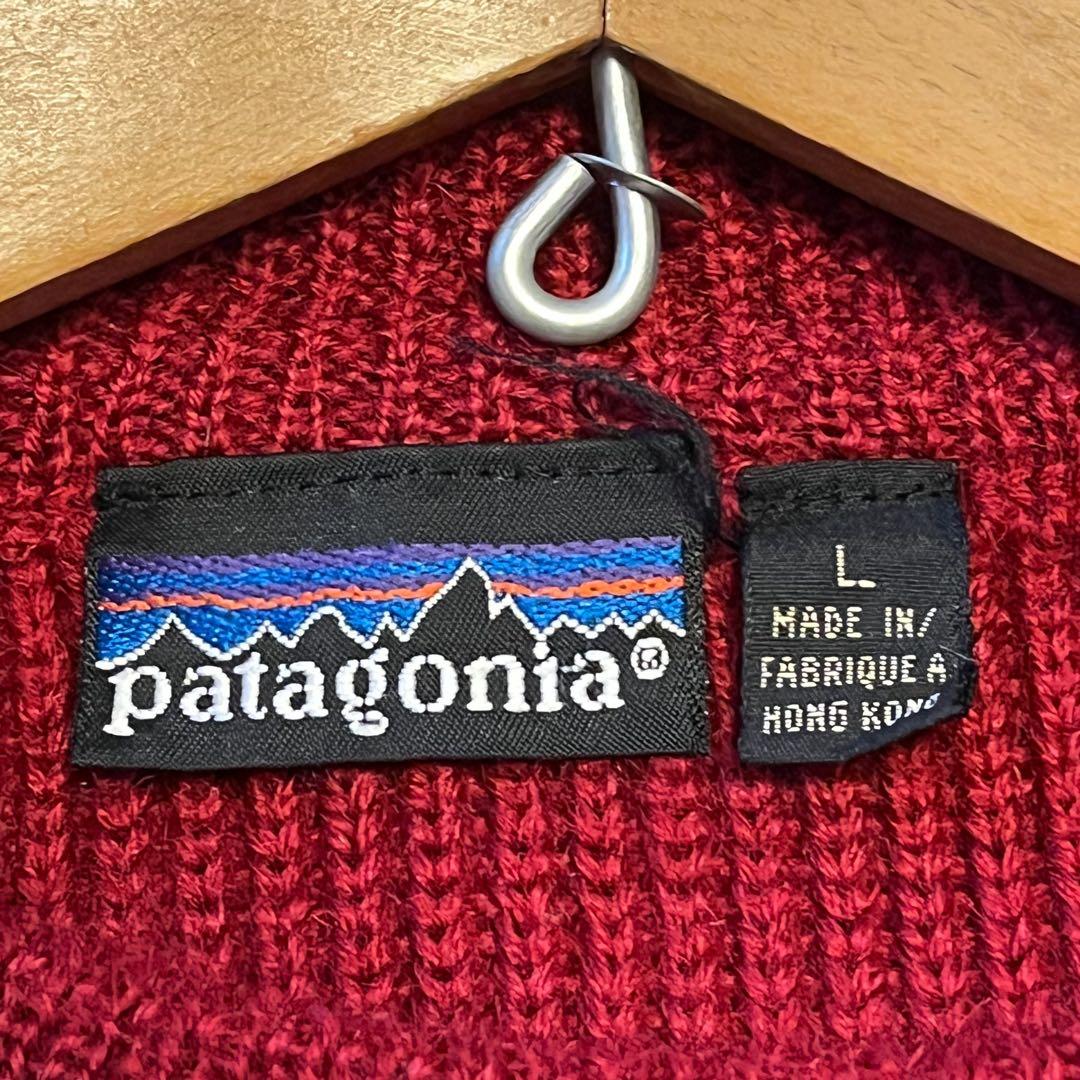 patagonia®
L
MADE IN/
FABRIQUE A
HONG KONG